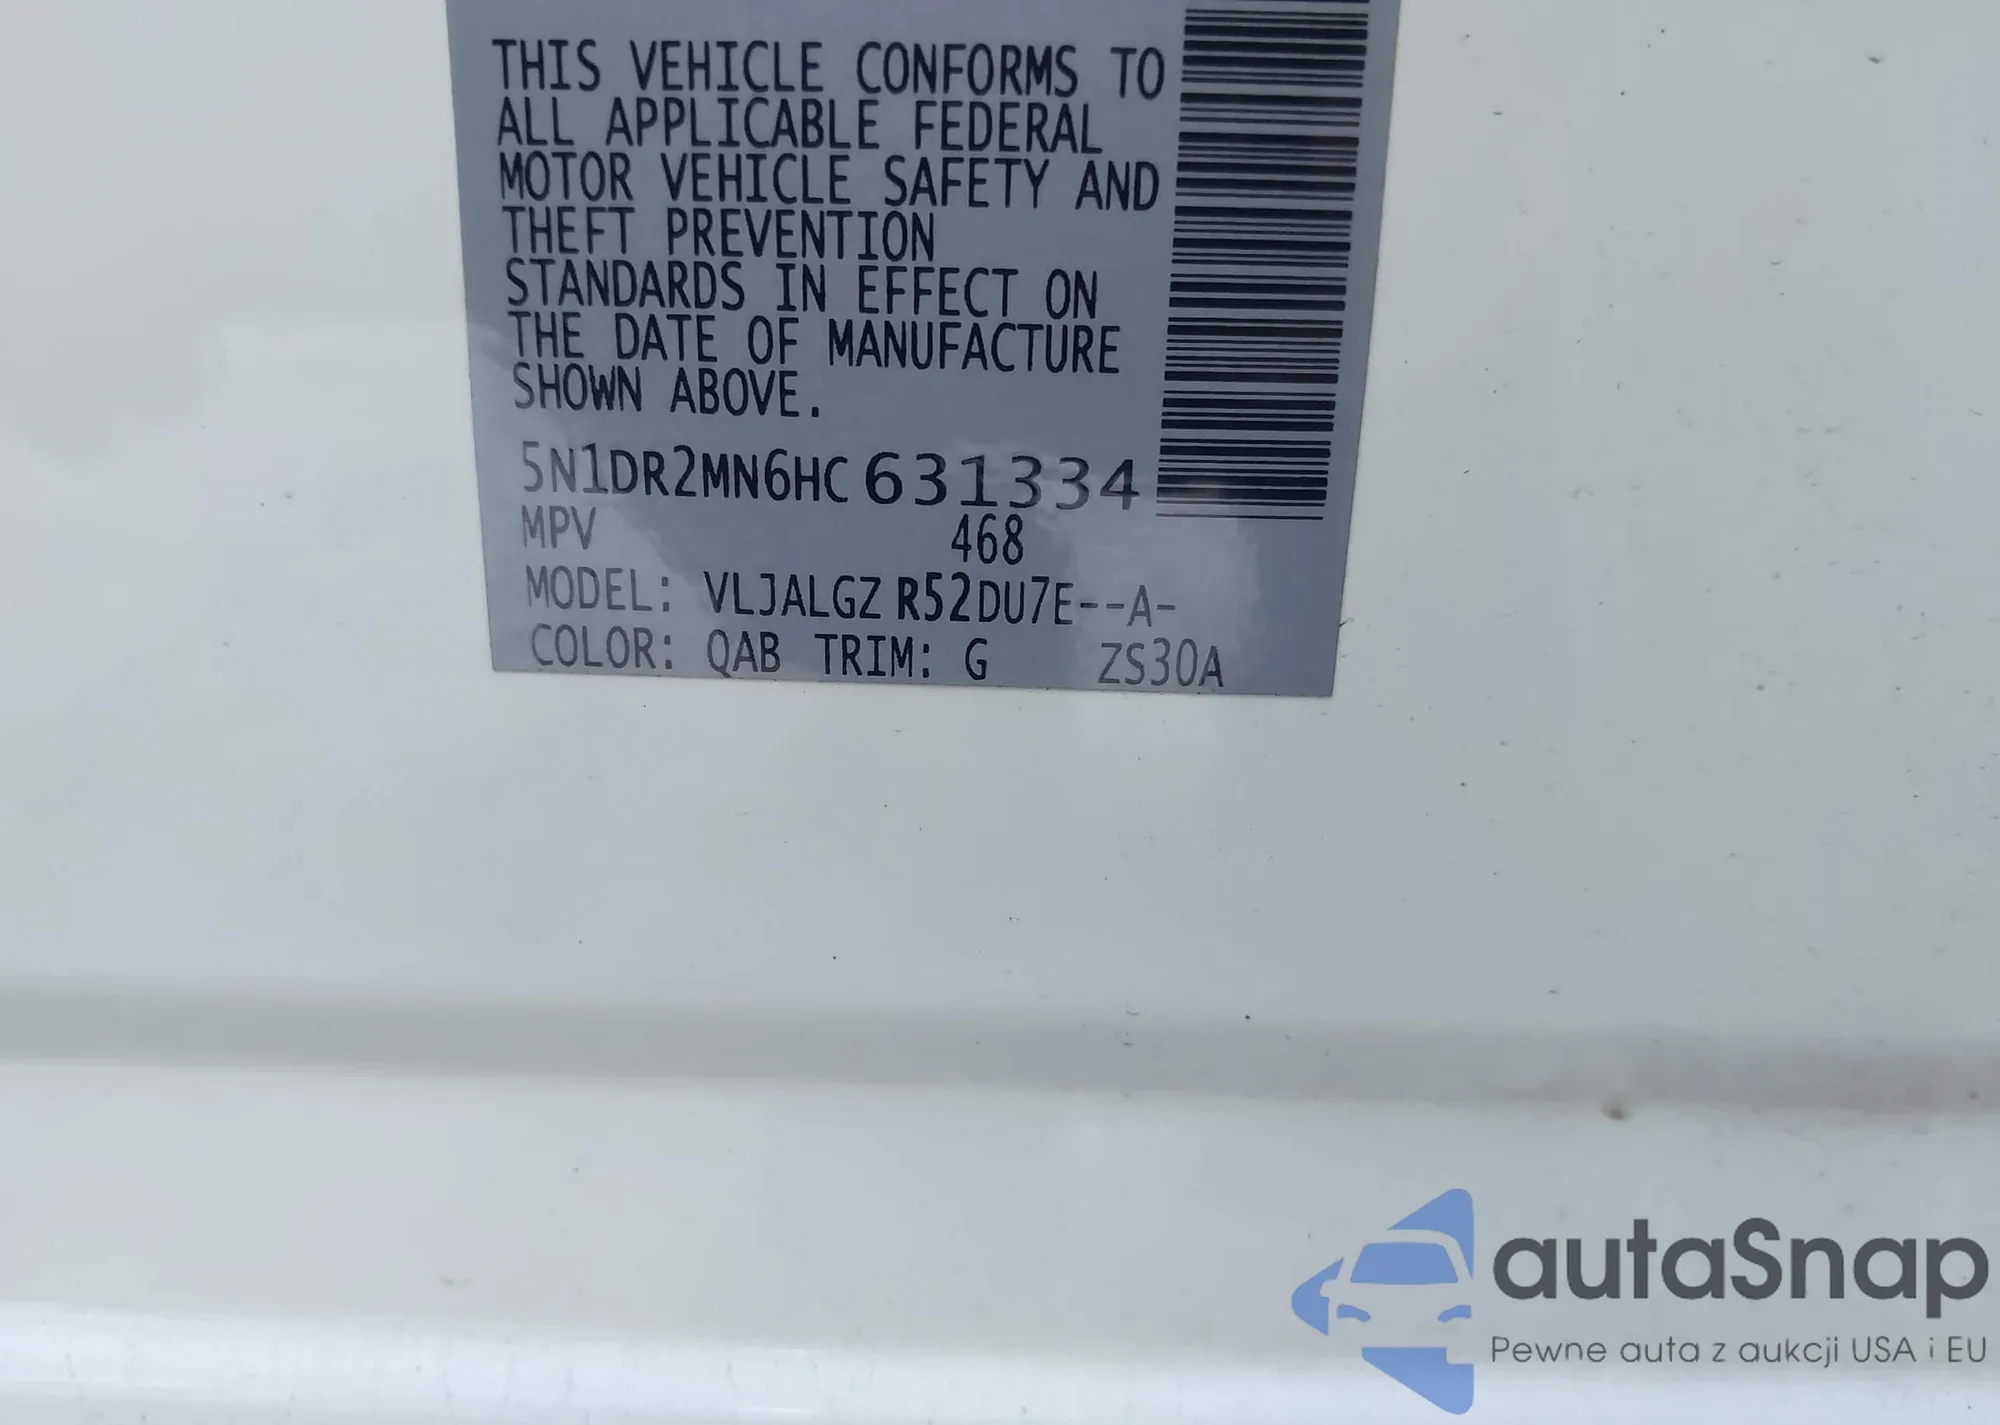 THIS VEHICLE CONFORMS TO
ALL APPLICABLE FEDERAL
MOTOR VEHICLE SAFETY AND
THEFT PREVENTION
STANDARDS IN EFFECT ON
THE DATE OF MANUFACTURE
SHOWN ABOVE.
5N1DR2MN6HC631334
MPV 468
MODEL: VLJALGZ R52DU7E--A-
COLOR: QAB TRIM: G ZS30A
autaSnap
Pewne auta z aukcji USA i EU